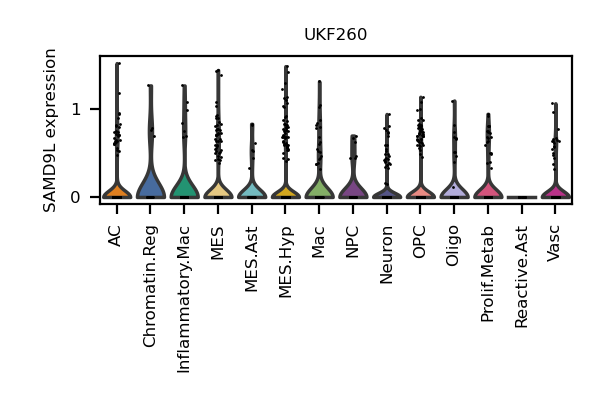 UKF260
SAMD9L expression
1
0
AC
Chromatin.Reg
Inflammatory.Mac
MES
MES.Ast
MES.Hyp
Mac
NPC
Neuron
OPC
Oligo
Prolif.Metab
Reactive.Ast
Vasc